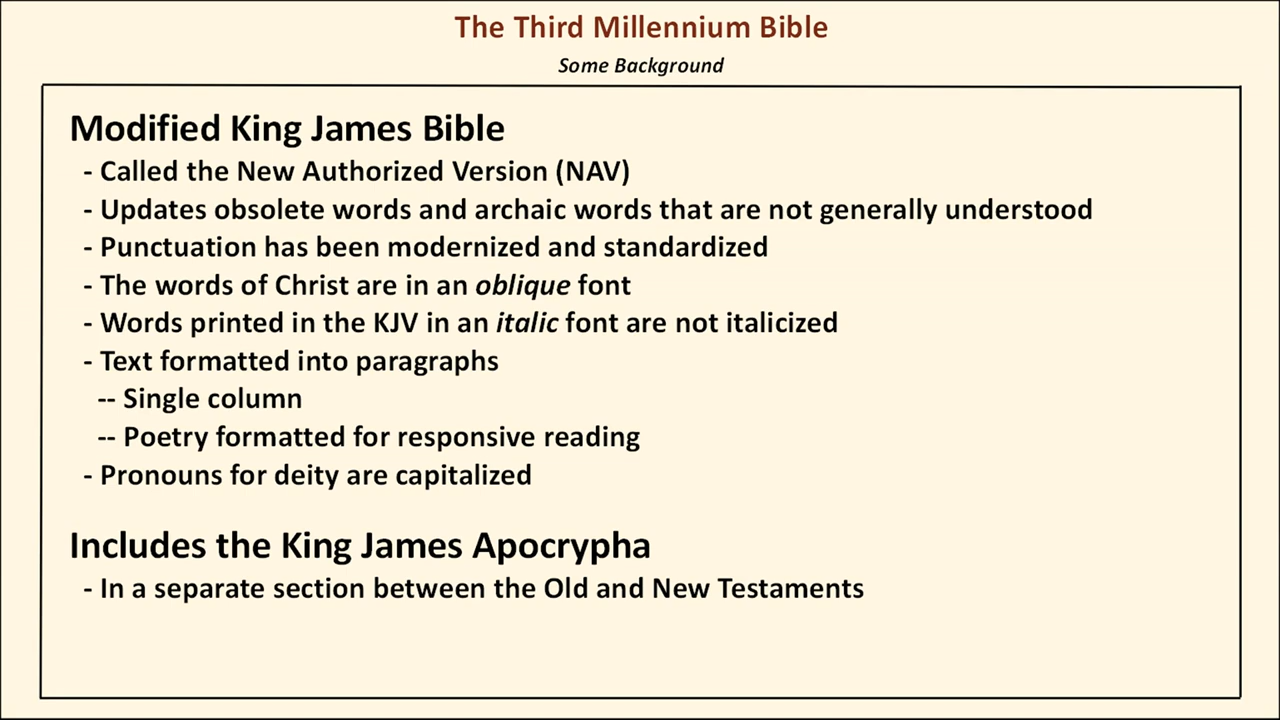 The Third Millennium Bible
Some Background
Modified King James Bible
- Called the New Authorized Version (NAV)
- Updates obsolete words and archaic words that are not generally understood
- Punctuation has been modernized and standardized
- The words of Christ are in an oblique font
- Words printed in the KJV in an italic font are not italicized
- Text formatted into paragraphs
-- Single column
-- Poetry formatted for responsive reading
- Pronouns for deity are capitalized
Includes the King James Apocrypha
- In a separate section between the Old and New Testaments